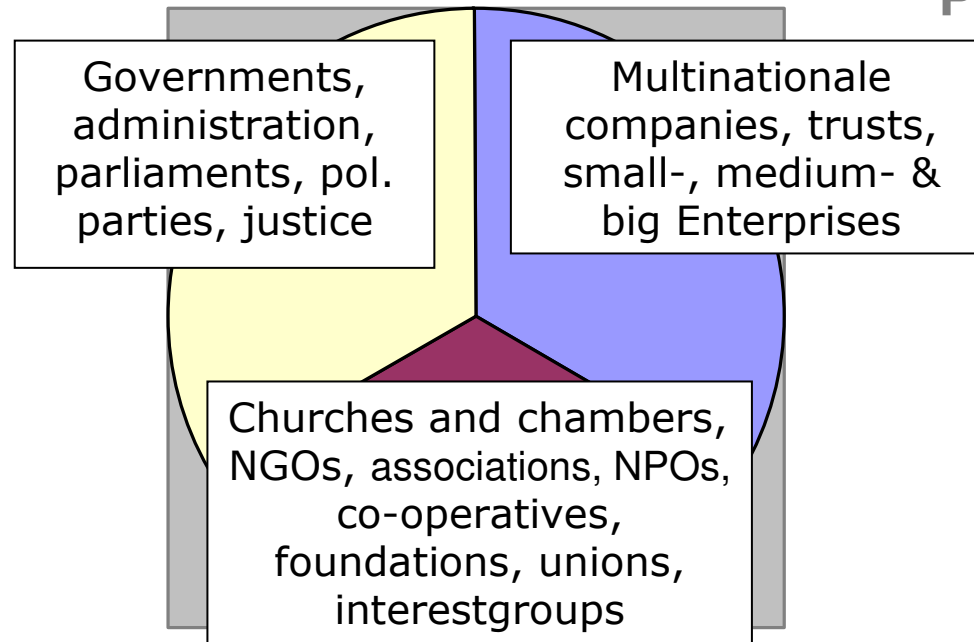 Governments,
administration,
parliaments, pol.
parties, justice
Multinationale
companies, trusts,
small-, medium- &
big Enterprises
Churches and chambers,
NGOs, associations, NPOs,
co-operatives,
foundations, unions,
interestgroups